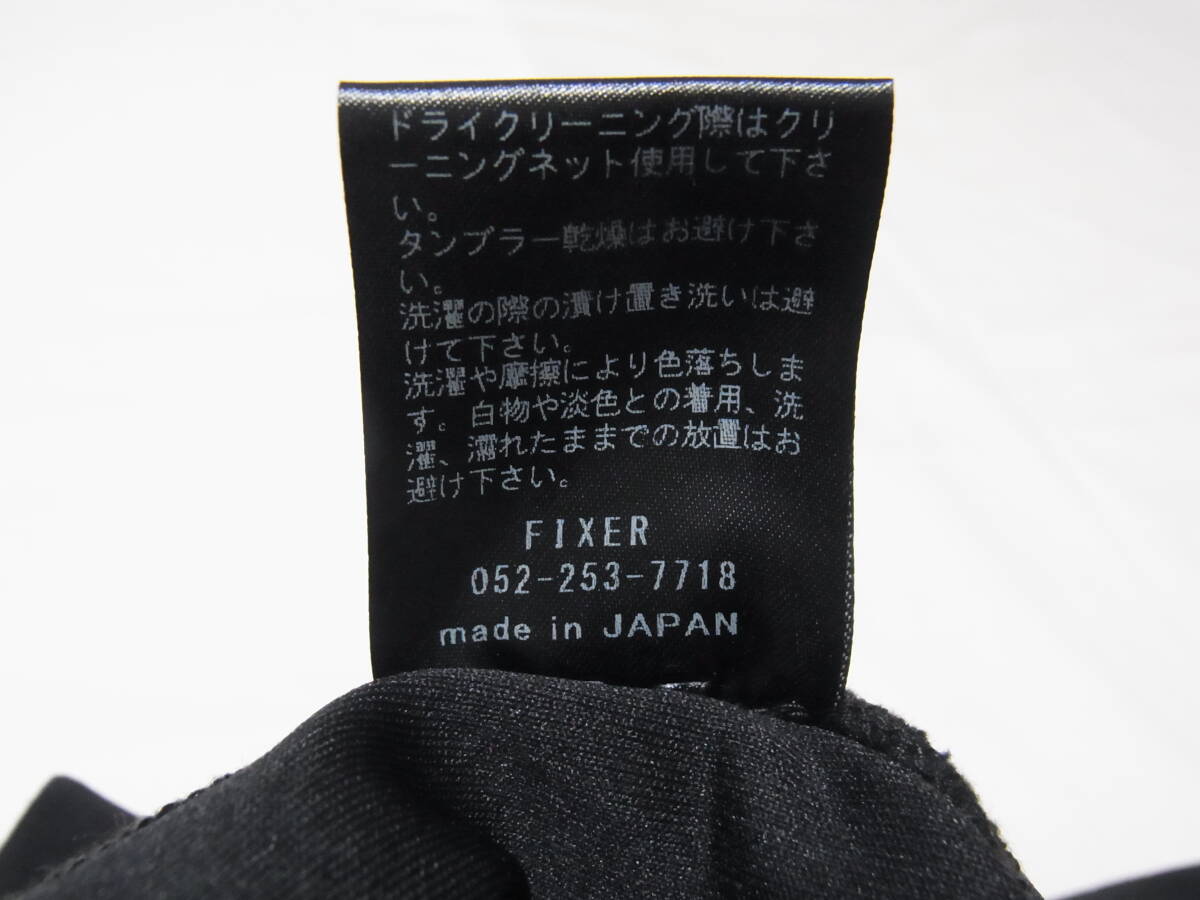 ドライクリーニング際はクリ
ーニングネット使用して下さ
い。
タンブラー乾燥はお避け下さ
い。
洗濯の際の漬け置き洗いは避
けて下さい。
洗濯や摩擦により色落ちしま
す。白物や淡色との着用、洗
濯、濡れたままでの放置はお
避け下さい。
FIXER
052-253-7718
made in JAPAN